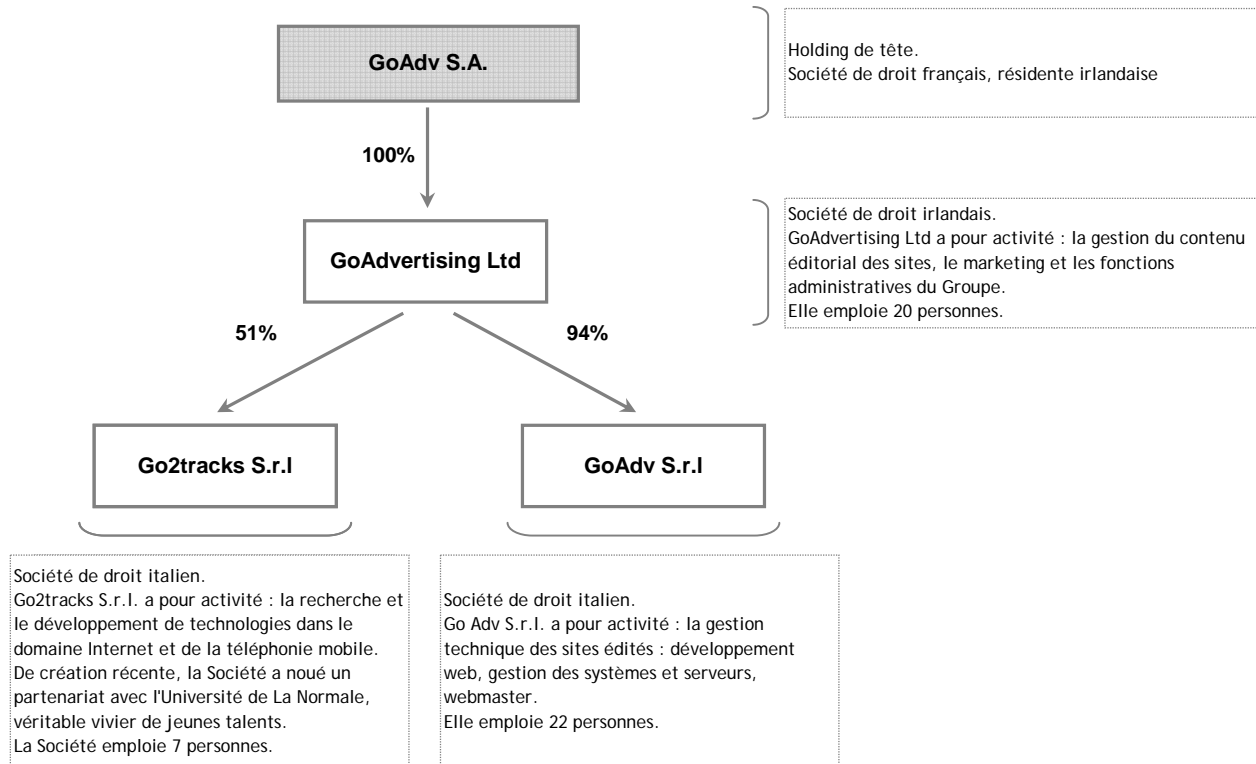 GoAdv S.A.
Holding de tête.
Société de droit français, résidente irlandaise
100%
GoAdvertising Ltd
Société de droit irlandais.
GoAdvertising Ltd a pour activité : la gestion du contenu
éditorial des sites, le marketing et les fonctions
administratives du Groupe.
Elle emploie 20 personnes.
51%
94%
Go2tracks S.r.l
GoAdv S.r.l
Société de droit italien.
Go2tracks S.r.l. a pour activité : la recherche et
le développement de technologies dans le
domaine Internet et de la téléphonie mobile.
De création récente, la Société a noué un
partenariat avec l'Université de La Normale,
véritable vivier de jeunes talents.
La Société emploie 7 personnes.
Société de droit italien.
Go Adv S.r.l. a pour activité : la gestion
technique des sites édités : développement
web, gestion des systèmes et serveurs,
webmaster.
Elle emploie 22 personnes.